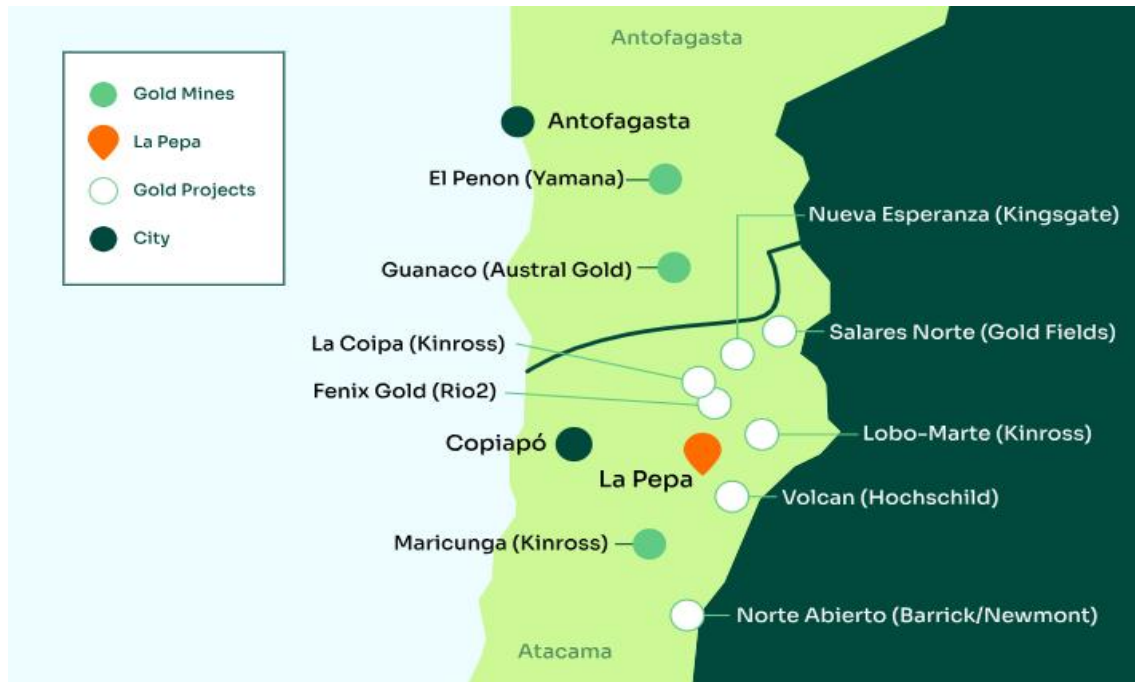 Antofagasta
Gold Mines
La Pepa
Gold Projects
City
Antofagasta
El Penon (Yamana)
Nueva Esperanza (Kingsgate)
Guanaco (Austral Gold)
Salares Norte (Gold Fields)
La Coipa (Kinross)
Fenix Gold (Rio2)
Copiapó
Lobo-Marte (Kinross)
La Pepa
Volcan (Hochschild)
Maricunga (Kinross)
Norte Abierto (Barrick/Newmont)
Atacama